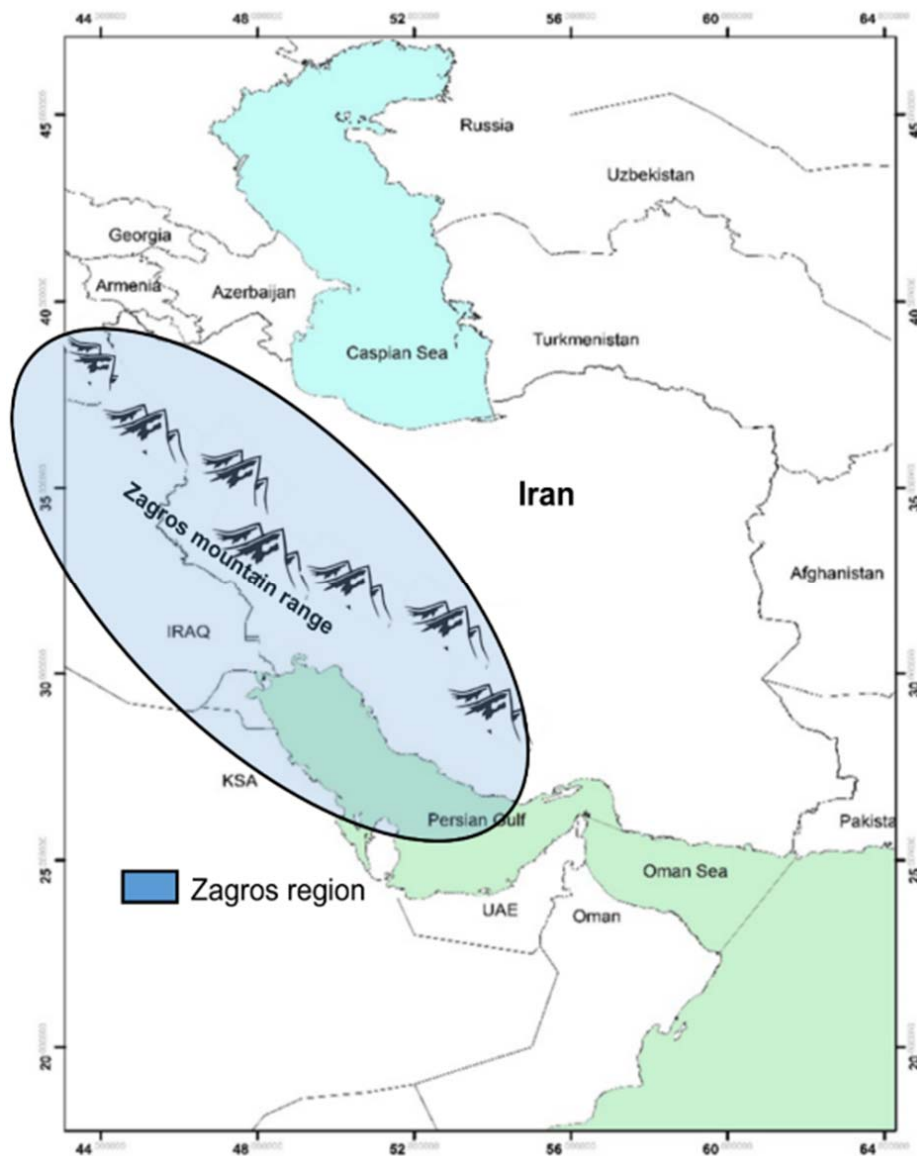 44 48 52 56 60 64
45
Russia
Uzbekistan
Georgia
Armenia
Azerbaijan
40
Turkmenistan
Caspian Sea
35
Iran
Zagros mountain range
Afghanistan
IRAQ
30
KSA
Persian Gulf
Pakista
25
Oman Sea
Zagros region
UAE
Oman
20
44 48 52 56 60 64